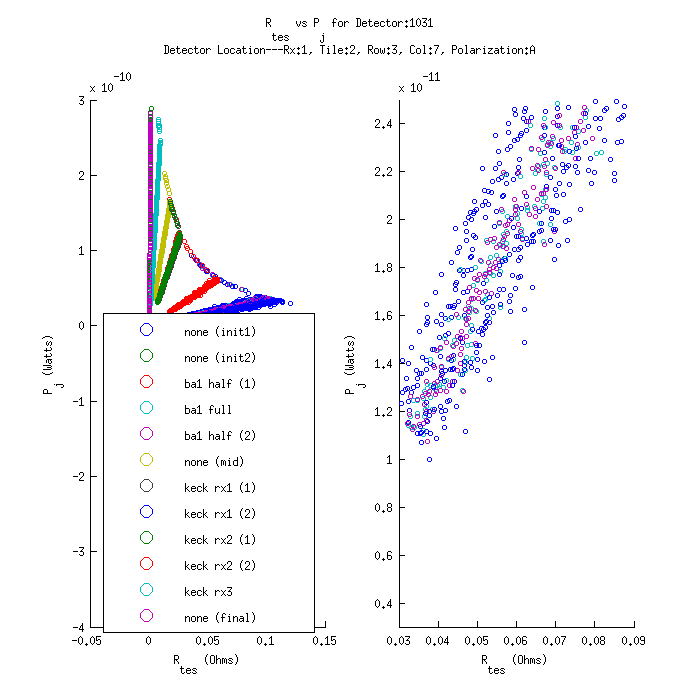 R    vs P  for Detector:1031
tes     j
Detector Location---Rx:1, Tile:2, Row:3, Col:7, Polarization:A
x 10^-10
3
2
1
0
-1
-2
-3
-4
-0.05 0 0.05 0.1 0.15
P_j (Watts)
R_tes (Ohms)
none (init1)
none (init2)
ba1 half (1)
ba1 full
ba1 half (2)
none (mid)
keck rx1 (1)
keck rx1 (2)
keck rx2 (1)
keck rx2 (2)
keck rx3
none (final)
x 10^-11
2.4
2.2
2
1.8
1.6
1.4
1.2
1
0.8
0.6
0.4
0.03 0.04 0.05 0.06 0.07 0.08 0.09
P_j (Watts)
R_tes (Ohms)